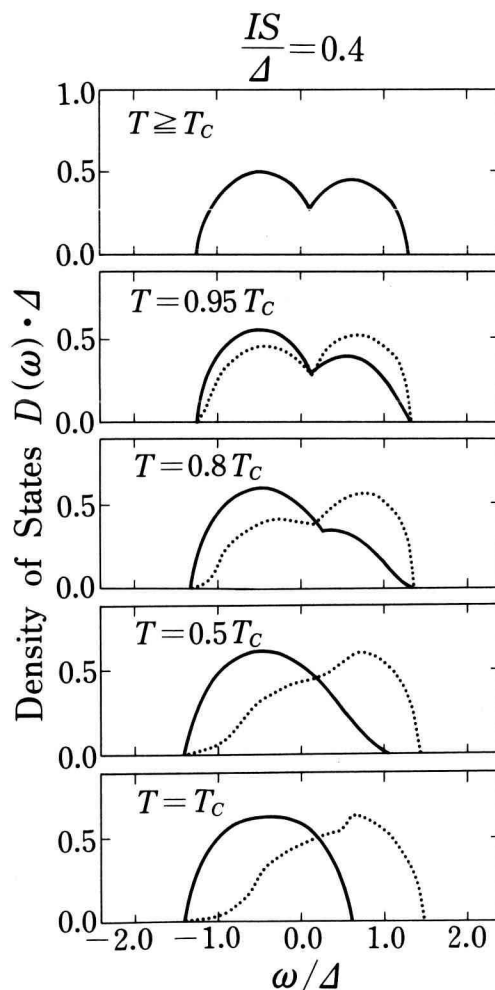 IS/Δ = 0.4
Density of States D(ω)·Δ
1.0
T ≧ T_C
0.5
0.0
T = 0.95 T_C
0.5
0.0
T = 0.8 T_C
0.5
0.0
T = 0.5 T_C
0.5
0.0
T = T_C
0.5
0.0
−2.0 −1.0 0.0 1.0 2.0
ω/Δ